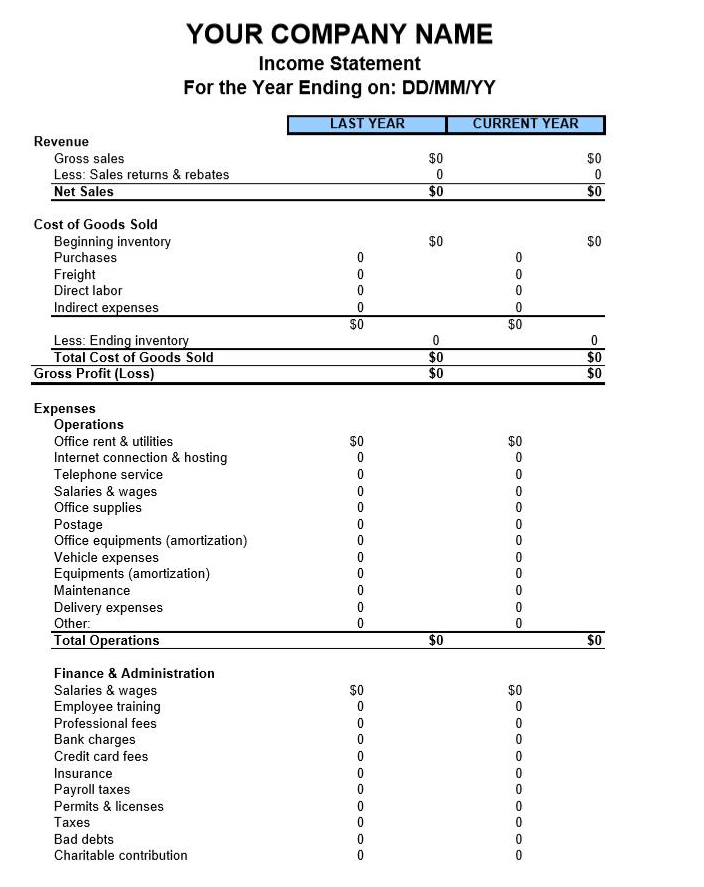 YOUR COMPANY NAME
Income Statement
For the Year Ending on: DD/MM/YY
LAST YEAR CURRENT YEAR
Revenue
Gross sales $0 $0
Less: Sales returns & rebates 0 0
Net Sales $0 $0
Cost of Goods Sold
Beginning inventory $0 $0
Purchases 0 0
Freight 0 0
Direct labor 0 0
Indirect expenses 0 0
$0 $0
Less: Ending inventory 0 0
Total Cost of Goods Sold $0 $0
Gross Profit (Loss) $0 $0
Expenses
Operations
Office rent & utilities $0 $0
Internet connection & hosting 0 0
Telephone service 0 0
Salaries & wages 0 0
Office supplies 0 0
Postage 0 0
Office equipments (amortization) 0 0
Vehicle expenses 0 0
Equipments (amortization) 0 0
Maintenance 0 0
Delivery expenses 0 0
Other: 0 0
Total Operations $0 $0
Finance & Administration
Salaries & wages $0 $0
Employee training 0 0
Professional fees 0 0
Bank charges 0 0
Credit card fees 0 0
Insurance 0 0
Payroll taxes 0 0
Permits & licenses 0 0
Taxes 0 0
Bad debts 0 0
Charitable contribution 0 0